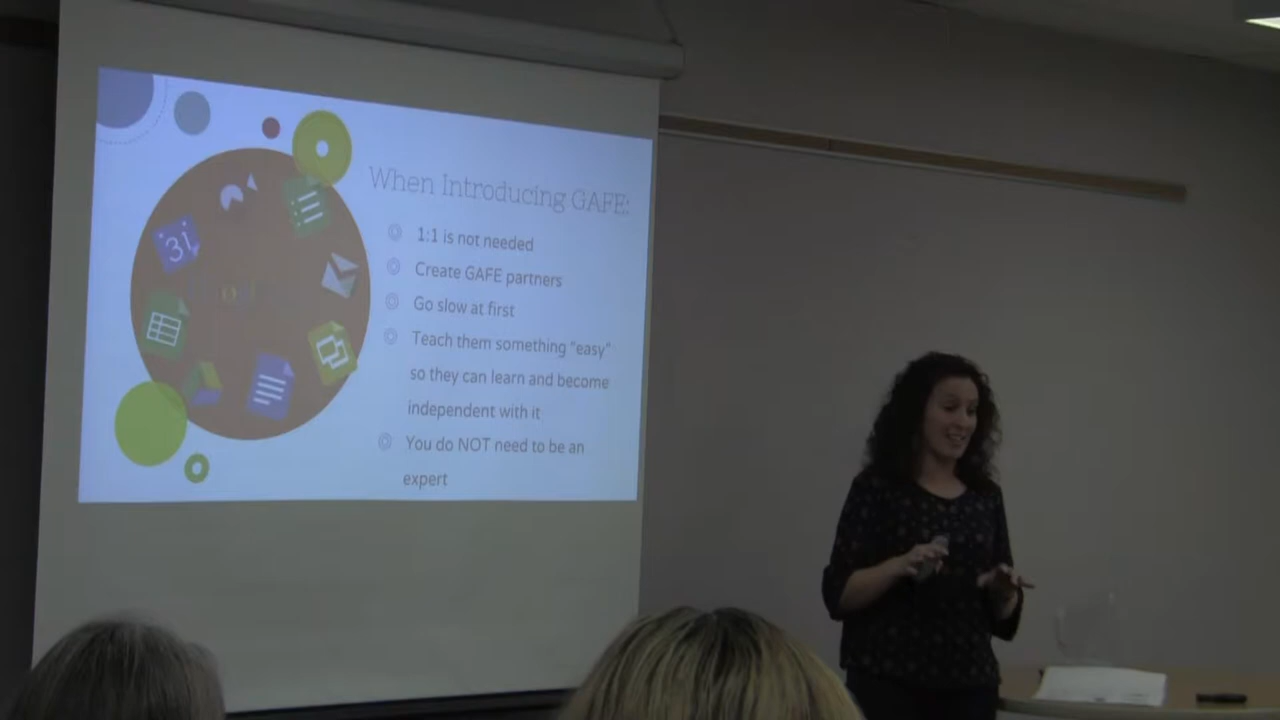 When Introducing GAFE:
1:1 is not needed
Create GAFE partners
Go slow at first
Teach them something "easy"
so they can learn and become
independent with it
You do NOT need to be an
expert
31